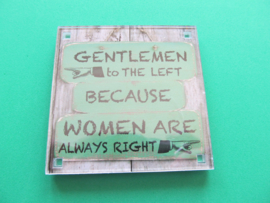 GENTLEMEN
to THE LEFT
BECAUSE
WOMEN ARE
ALWAYS RIGHT